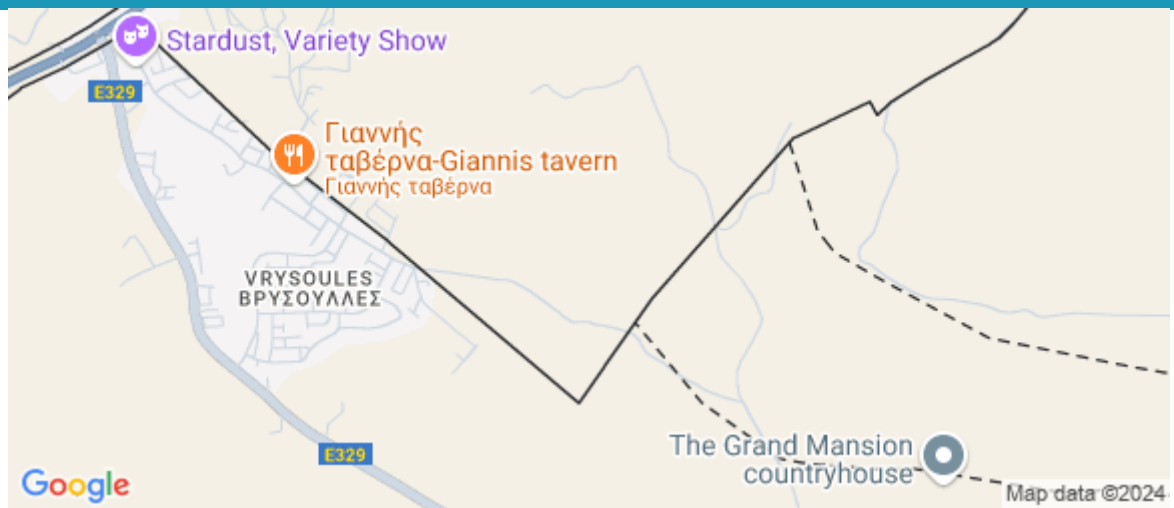 Stardust, Variety Show
E329
Γιαννής
ταβέρνα-Giannis tavern
Γιαννής ταβέρνα
VRYSOULES
ΒΡΥΣΟΥΛΛΕΣ
E329
The Grand Mansion
countryhouse
Google
Map data ©2024